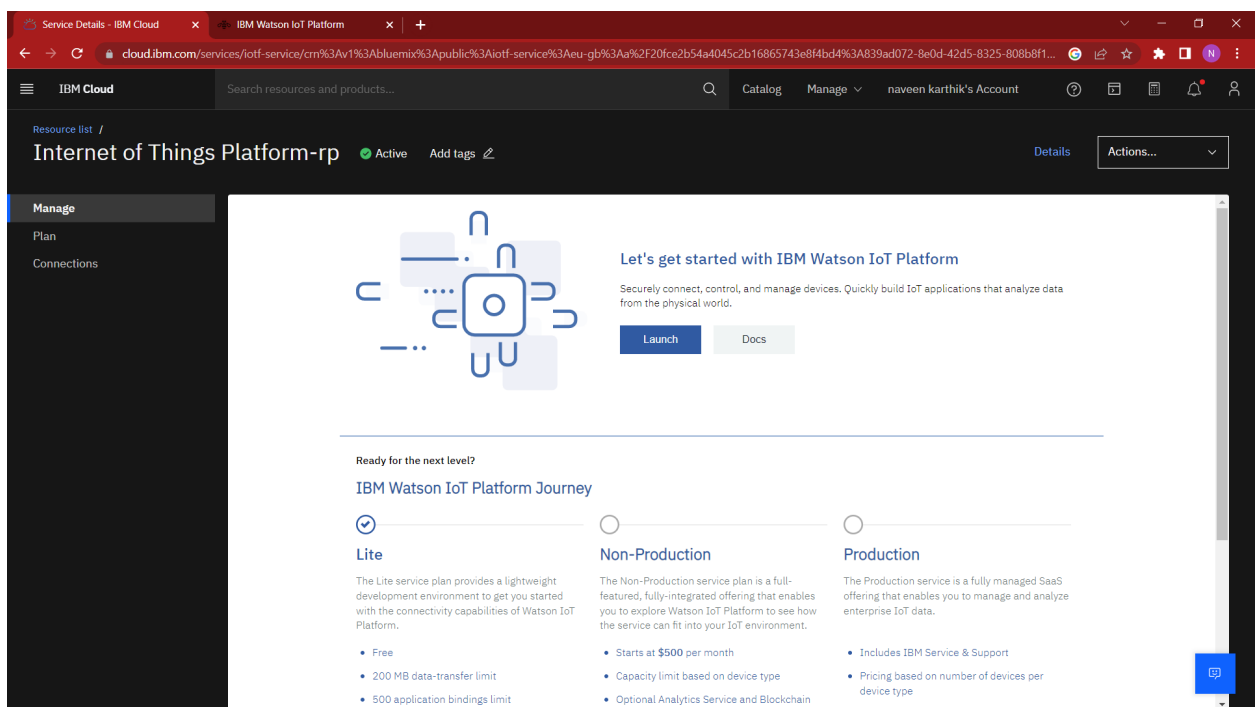 Service Details - IBM Cloud
IBM Watson IoT Platform
cloud.ibm.com/services/iotf-service/crn%3Av1%3Abluemix%3Apublic%3Aiotf-service%3Aeu-gb%3Aa%2F20fce2b54a4045c2b16865743e8f4bd4%3A839ad072-8e0d-42d5-8325-808b8f1...
N
IBM Cloud
Search resources and products...
Catalog
Manage
naveen karthik's Account
Resource list /
Internet of Things Platform-rp
Active
Add tags
Details
Actions...
Manage
Plan
Connections
Let's get started with IBM Watson IoT Platform
Securely connect, control, and manage devices. Quickly build IoT applications that analyze data
from the physical world.
Launch
Docs
Ready for the next level?
IBM Watson IoT Platform Journey
Lite
The Lite service plan provides a lightweight
development environment to get you started
with the connectivity capabilities of Watson IoT
Platform.
• Free
• 200 MB data-transfer limit
• 500 application bindings limit
Non-Production
The Non-Production service plan is a full-
featured, fully-integrated offering that enables
you to explore Watson IoT Platform to see how
the service can fit into your IoT environment.
• Starts at $500 per month
• Capacity limit based on device type
• Optional Analytics Service and Blockchain
Production
The Production service is a fully managed SaaS
offering that enables you to manage and analyze
enterprise IoT data.
• Includes IBM Service & Support
• Pricing based on number of devices per
device type